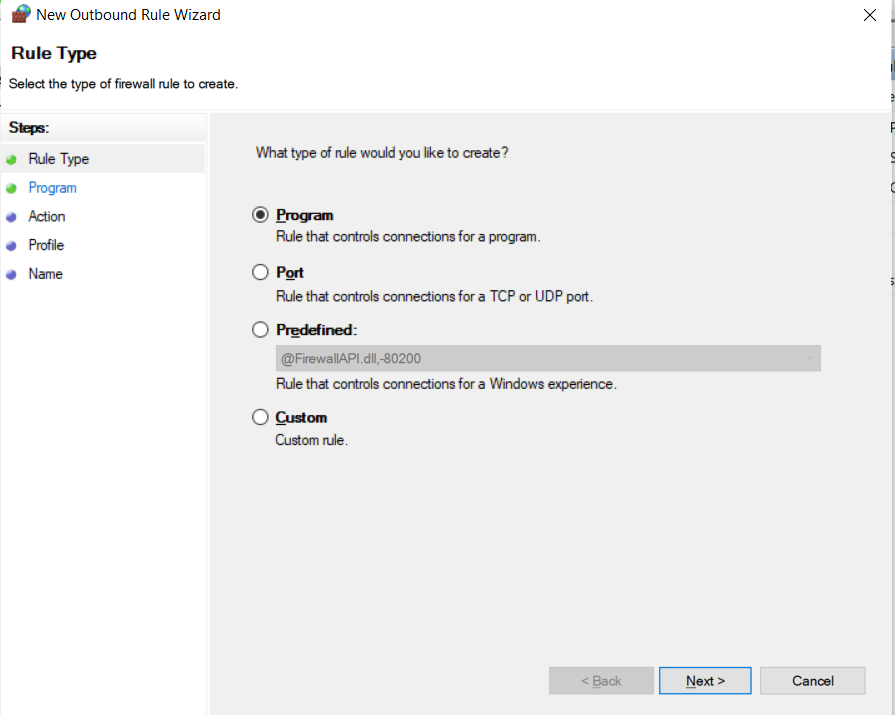 New Outbound Rule Wizard
Rule Type
Select the type of firewall rule to create.
Steps:
Rule Type
Program
Action
Profile
Name
What type of rule would you like to create?
Program
Rule that controls connections for a program.
Port
Rule that controls connections for a TCP or UDP port.
Predefined:
@FirewallAPI.dll,-80200
Rule that controls connections for a Windows experience.
Custom
Custom rule.
< Back
Next >
Cancel